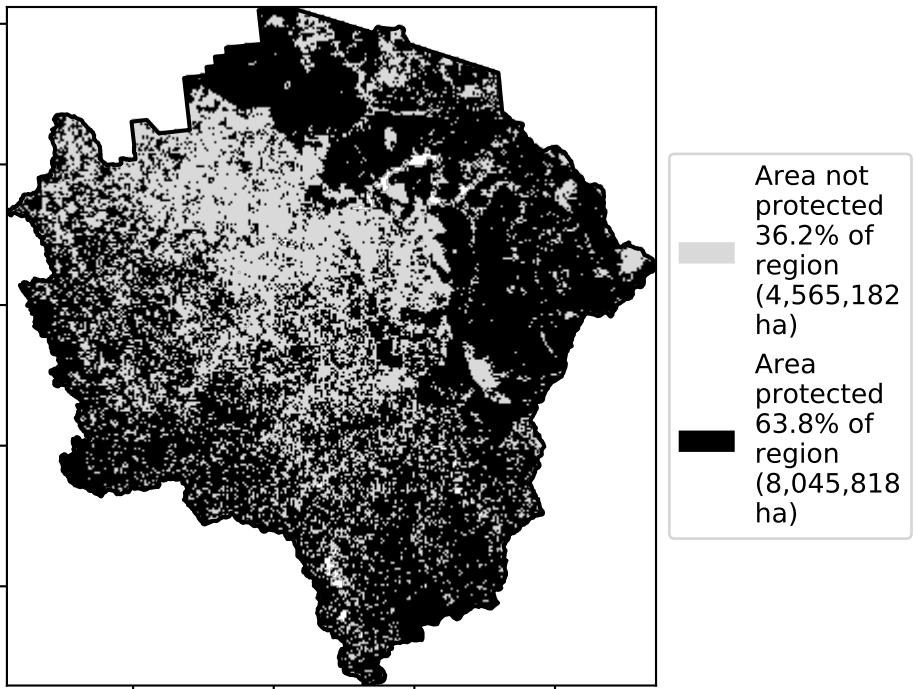 Area not
protected
36.2% of
region
(4,565,182
ha)
Area
protected
63.8% of
region
(8,045,818
ha)